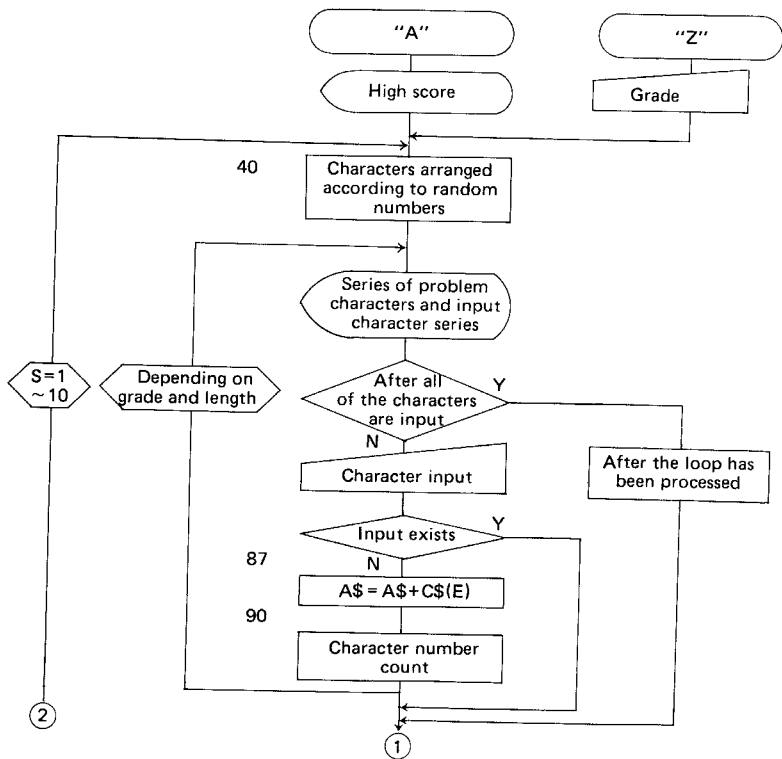 “A”
“Z”
High score
Grade
40
Characters arranged
according to random
numbers
Series of problem
characters and input
character series
S=1
~10
Depending on
grade and length
After all
of the characters
are input
Y
N
Character input
After the loop has
been processed
Input exists
Y
87
N
A$ = A$+C$(E)
90
Character number
count
2
1